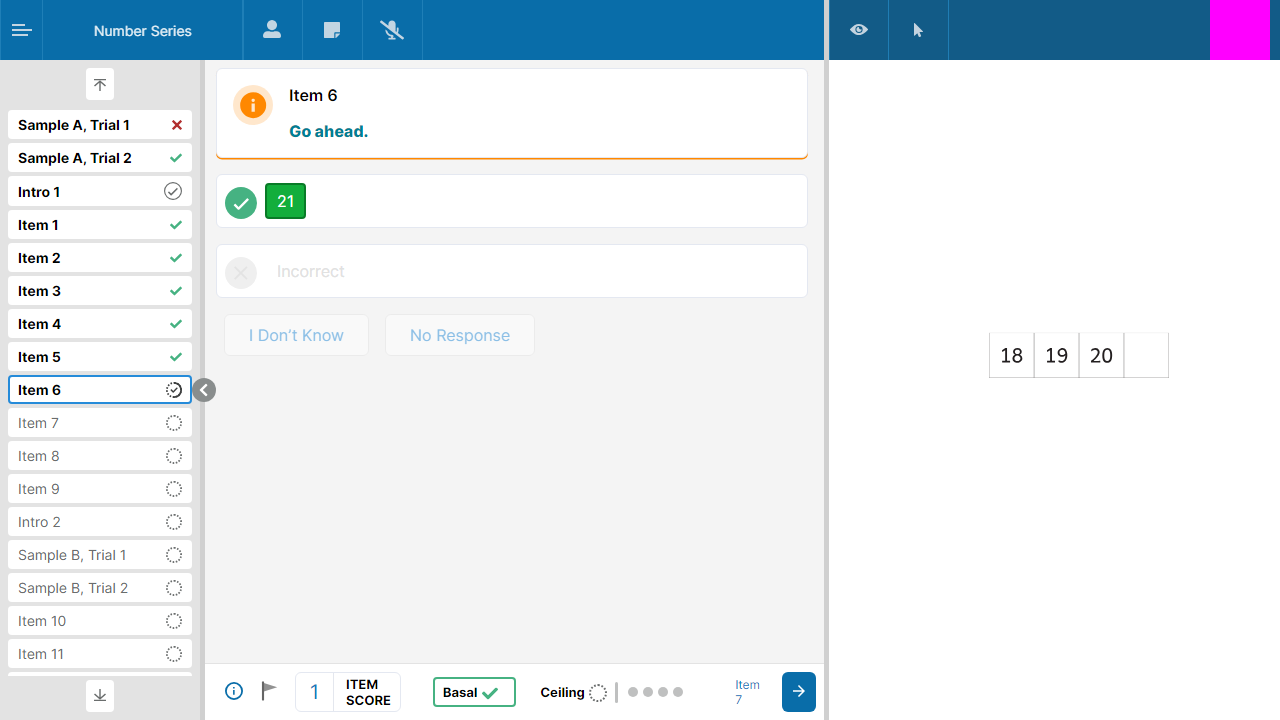 Number Series
Sample A, Trial 1
Sample A, Trial 2
Intro 1
Item 1
Item 2
Item 3
Item 4
Item 5
Item 6
Item 7
Item 8
Item 9
Intro 2
Sample B, Trial 1
Sample B, Trial 2
Item 10
Item 11
Item 6
Go ahead.
21
Incorrect
I Don't Know
No Response
18 19 20
1
ITEM
SCORE
Basal
Ceiling
Item
7